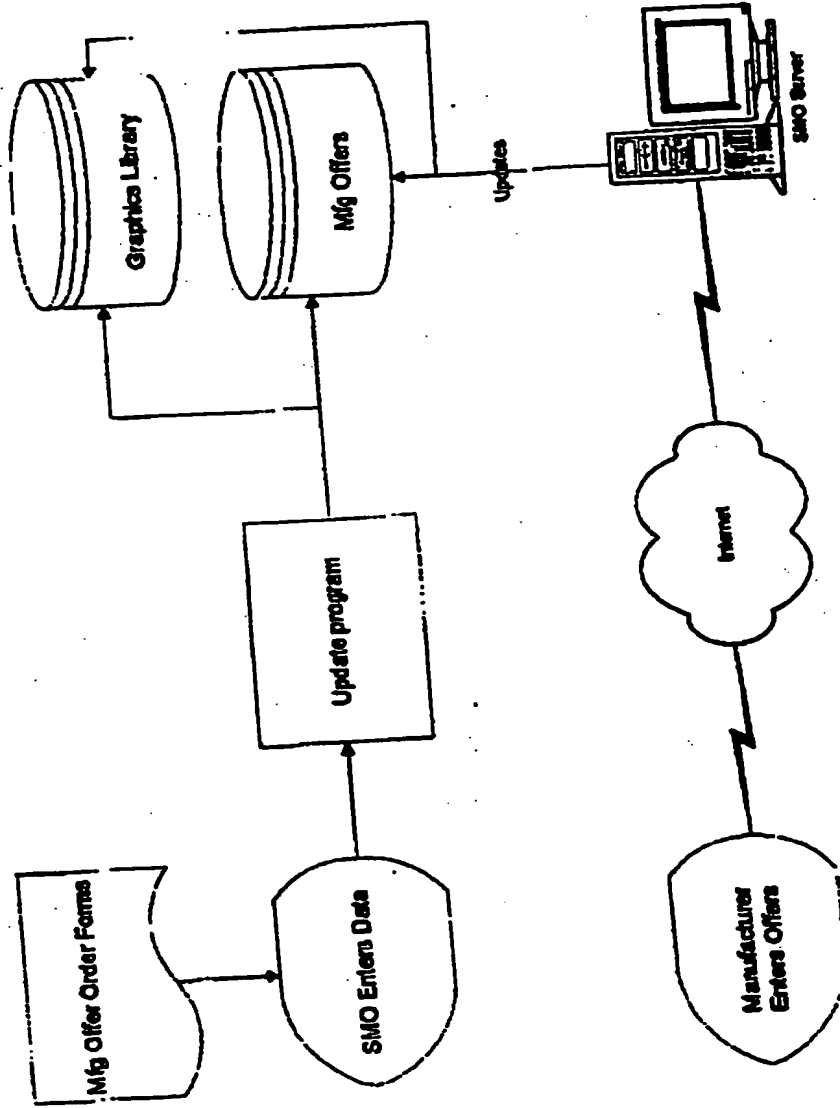 Mfg Offer Order Forms
SMO Enters Data
Update program
Graphics Library
Mfg Offers
Manufacturer
Enters Offers
Internet
Updates
SMO Server